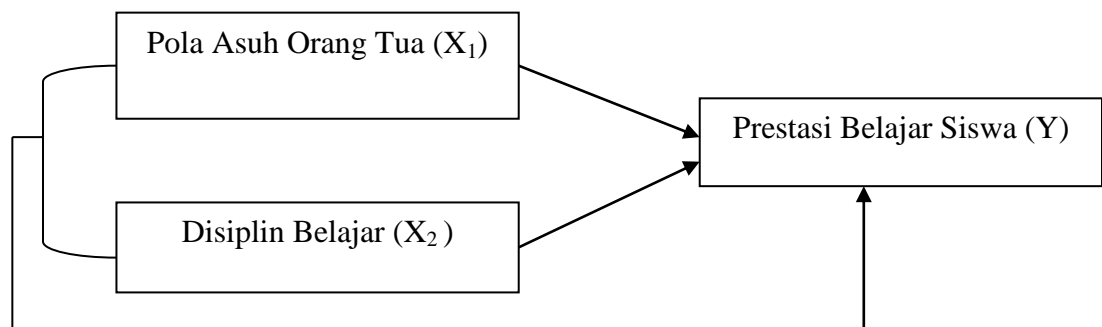 Pola Asuh Orang Tua (X₁)
Prestasi Belajar Siswa (Y)
Disiplin Belajar (X₂ )